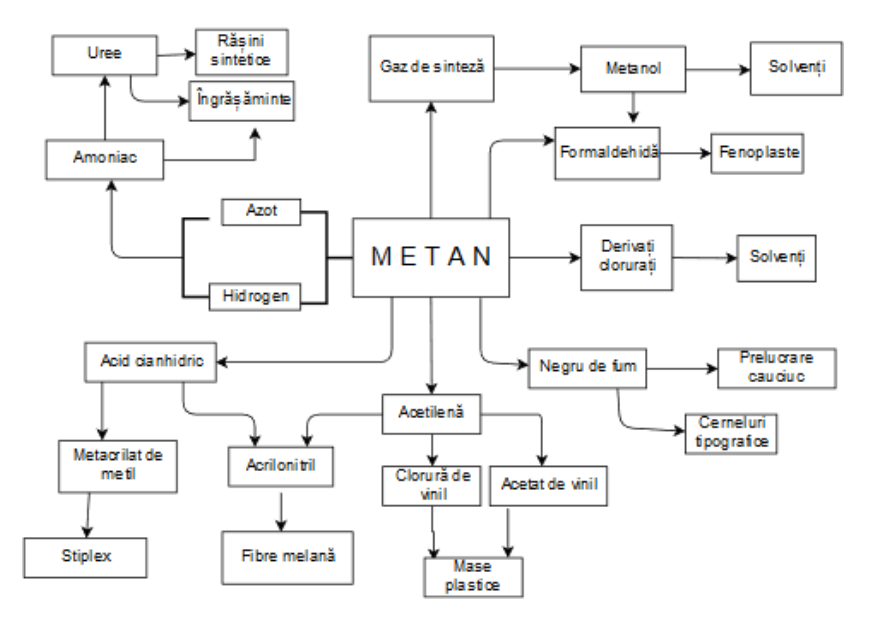 Uree
Rășini
sintetice
Gaz de sinteză
Metanol
Solvenți
Îngrășăminte
Amoniac
Formaldehidă
Fenoplaste
Azot
METAN
Derivați
clorurați
Solvenți
Hidrogen
Acid cianhidric
Negru de fum
Prelucrare
cauciuc
Acetilenă
Cerneluri
tipografice
Metacrilat de
metil
Acrilonitril
Clorură de
vinil
Acetat de vinil
Stiplex
Fibre melană
Mase
plastice